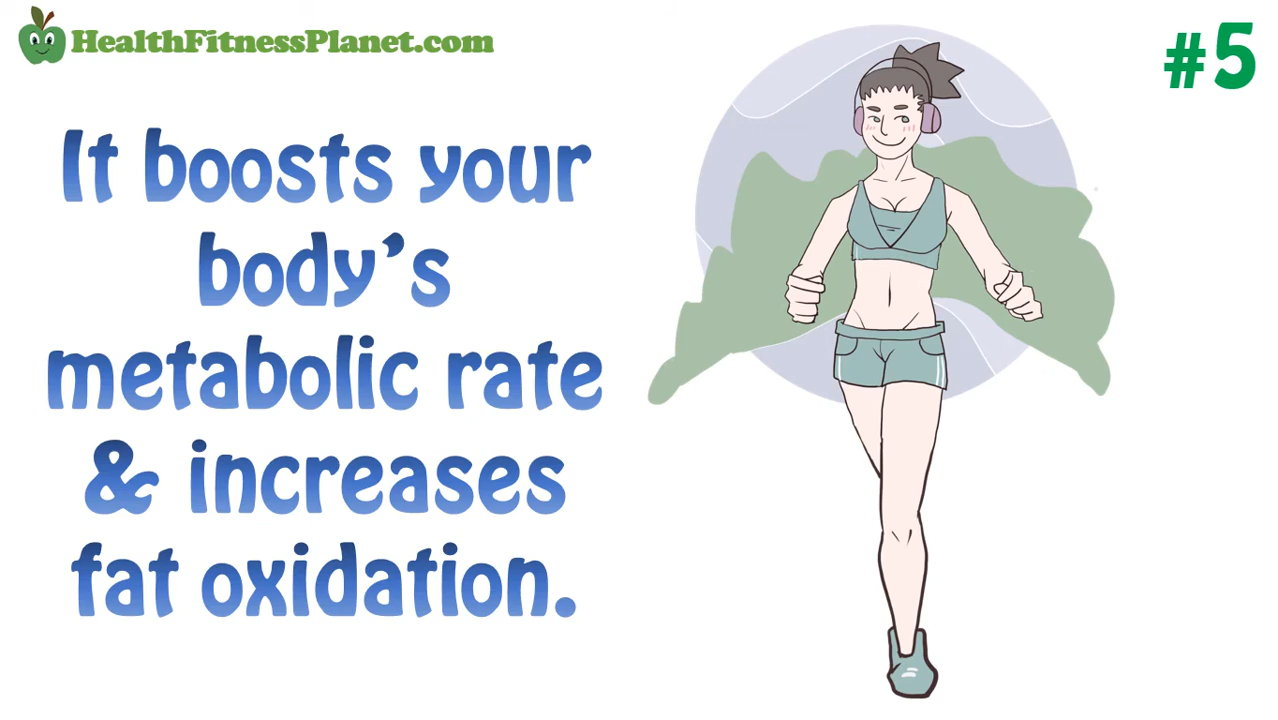 HealthFitnessPlanet.com
#5
It boosts your
body’s
metabolic rate
& increases
fat oxidation.